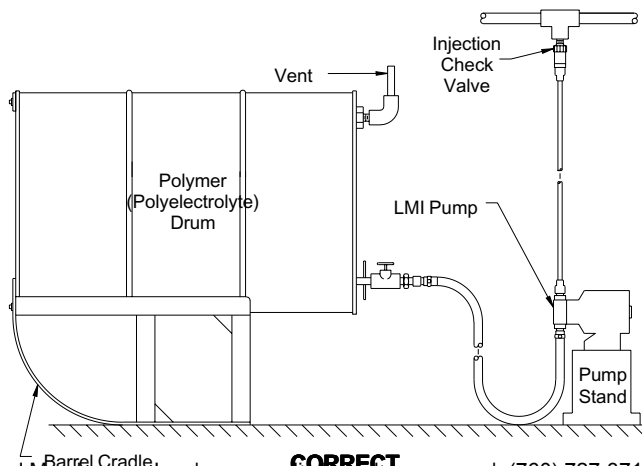 Injection
Check
Valve
Vent
Polymer
(Polyelectrolyte)
Drum
LMI Pump
Pump
Stand
Barrel Cradle
CORRECT